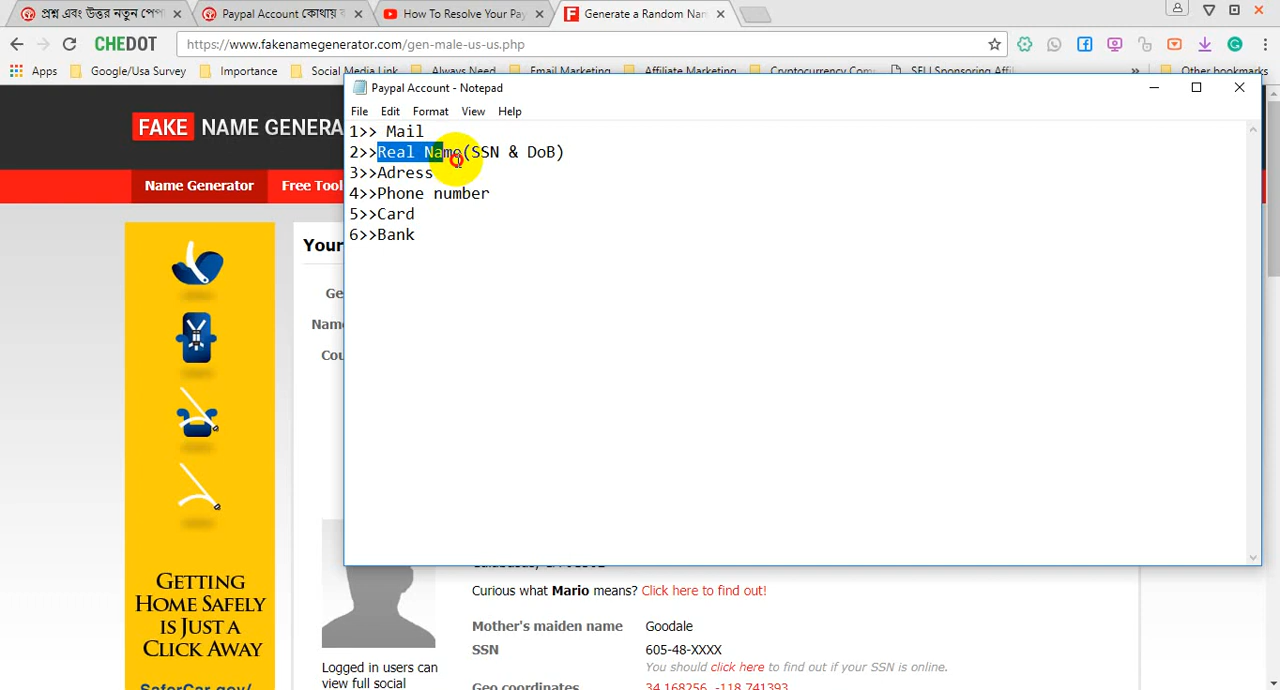 প্রশ্ন এবং উত্তর নতুন পেপ
Paypal Account কোথায় ব
How To Resolve Your Pay
Generate a Random Nam
CHEDOT
https://www.fakenamegenerator.com/gen-male-us-us.php
Apps
Google/Usa Survey
Importance
Social Media Link
Always Need
Email Marketing
Affiliate Marketing
Cryptocurrency Com
SEU Sponsoring Affil
Other bookmarks
FAKE NAME GENERA
Name Generator
Free Tool
Paypal Account - Notepad
File Edit Format View Help
1>> Mail
2>>Real Name(SSN & DoB)
3>>Adress
4>>Phone number
5>>Card
6>>Bank
Your
Ge
Name
Cou
GETTING
HOME SAFELY
IS JUST A
CLICK AWAY
SaferCar.gov/
Curious what Mario means? Click here to find out!
Mother's maiden name Goodale
SSN 605-48-XXXX
You should click here to find out if your SSN is online.
Geo coordinates 34.168256, -118.741393
Logged in users can
view full social